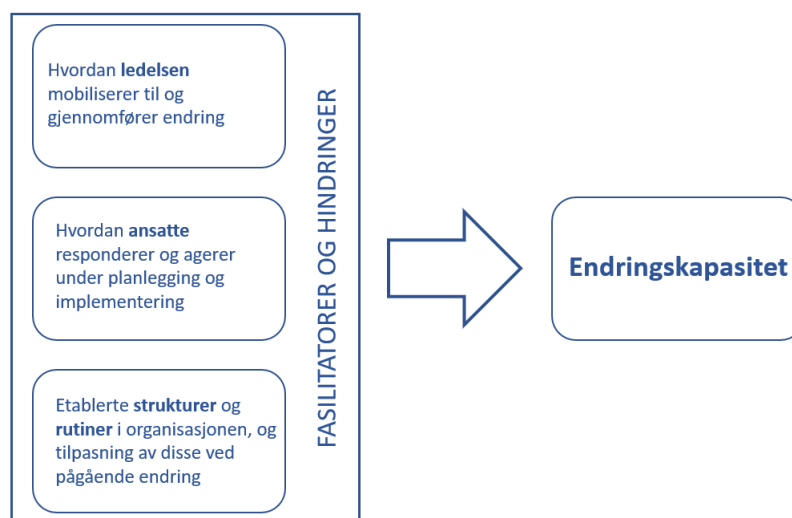 Hvordan ledelsen
mobiliserer til og
gjennomfører endring
Hvordan ansatte
responderer og agerer
under planlegging og
implementering
Etablerte strukturer og
rutiner i organisasjonen, og
tilpasning av disse ved
pågående endring
FASILITATORER OG HINDRINGER
Endringskapasitet